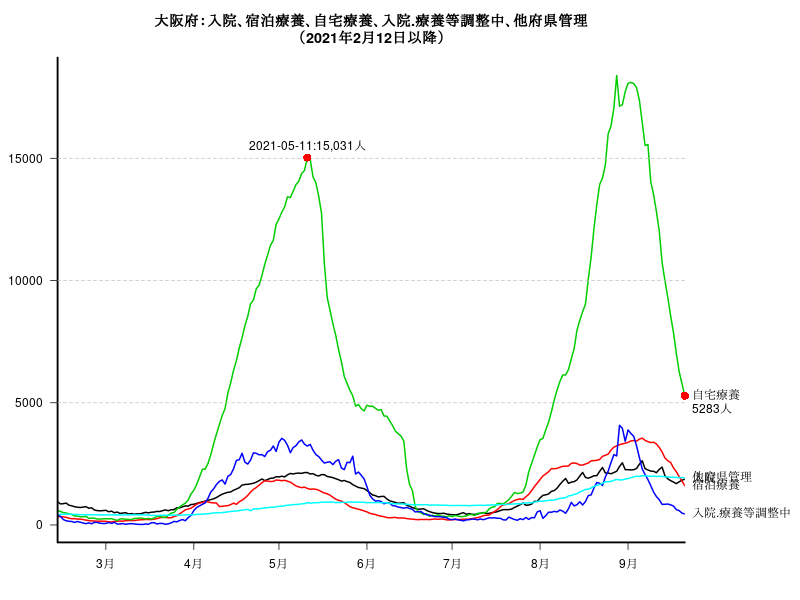 大阪府：入院、宿泊療養、自宅療養、入院.療養等調整中、他府県管理
（2021年2月12日以降）
2021-05-11:15,031人
15000
10000
5000
0
自宅療養
5283人
他府県管理
入院
宿泊療養
入院.療養等調整中
3月
4月
5月
6月
7月
8月
9月